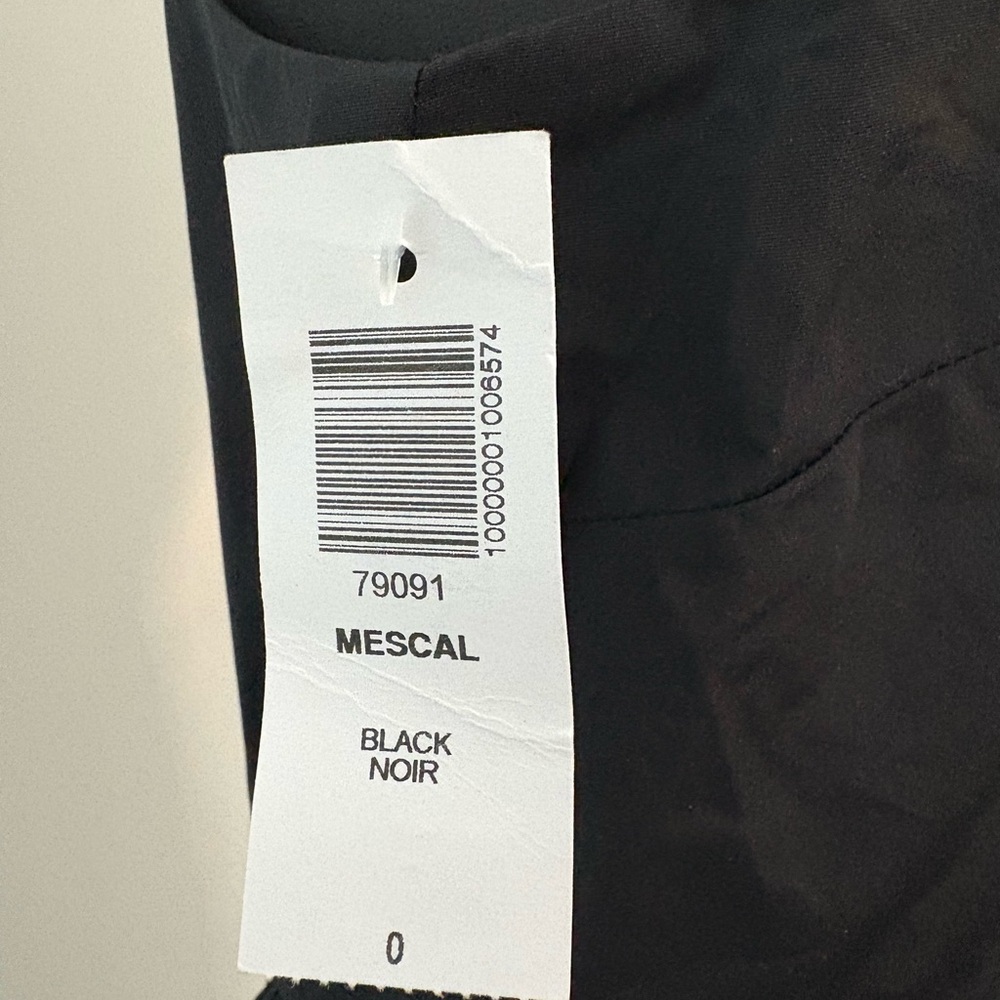 10000001006574
79091
MESCAL
BLACK
NOIR
0